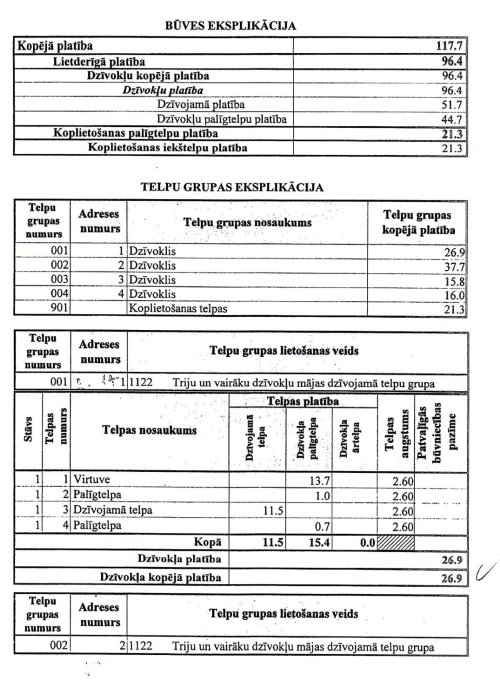 BŪVES EKSPLIKĀCIJA
Kopējā platība 117.7
Lietderīgā platība 96.4
Dzīvokļu kopējā platība 96.4
Dzīvokļu platība 96.4
Dzīvojamā platība 51.7
Dzīvokļu palīgtelpu platība 44.7
Koplietošanas palīgtelpu platība 21.3
Koplietošanas iekštelpu platība 21.3
TELPU GRUPAS EKSPLIKĀCIJA
Telpu grupas numurs Adreses numurs Telpu grupas nosaukums Telpu grupas kopējā platība
001 1 Dzīvoklis 26.9
002 2 Dzīvoklis 37.7
003 3 Dzīvoklis 15.8
004 4 Dzīvoklis 16.0
901 Koplietošanas telpas 21.3
Telpu grupas numurs Adreses numurs Telpu grupas lietošanas veids
001 1 1122 Triju un vairāku dzīvokļu mājas dzīvojamā telpu grupa
Stāvs Telpas numurs Telpas nosaukums Telpas platība Dzīvojamā telpa Dzīvokļa palīgtelpa Dzīvokļa ārtelpa Telpas augstums Patvaļīgās būvniecības pazīme
1 1 Virtuve 13.7 2.60
1 2 Palīgtelpa 1.0 2.60
1 3 Dzīvojamā telpa 11.5 2.60
1 4 Palīgtelpa 0.7 2.60
Kopā 11.5 15.4 0.0
Dzīvokļa platība 26.9
Dzīvokļa kopējā platība 26.9
Telpu grupas numurs Adreses numurs Telpu grupas lietošanas veids
002 2 1122 Triju un vairāku dzīvokļu mājas dzīvojamā telpu grupa